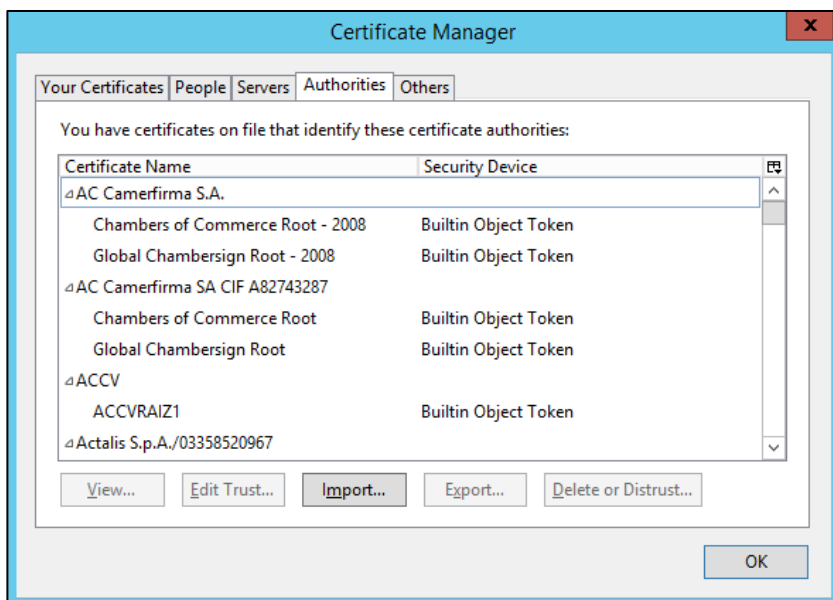 Certificate Manager
x
Your Certificates People Servers Authorities Others
You have certificates on file that identify these certificate authorities:
Certificate Name Security Device
AC Camerfirma S.A.
Chambers of Commerce Root - 2008 Builtin Object Token
Global Chambersign Root - 2008 Builtin Object Token
AC Camerfirma SA CIF A82743287
Chambers of Commerce Root Builtin Object Token
Global Chambersign Root Builtin Object Token
ACCV
ACCVRAIZ1 Builtin Object Token
Actalis S.p.A./03358520967
View... Edit Trust... Import... Export... Delete or Distrust...
OK